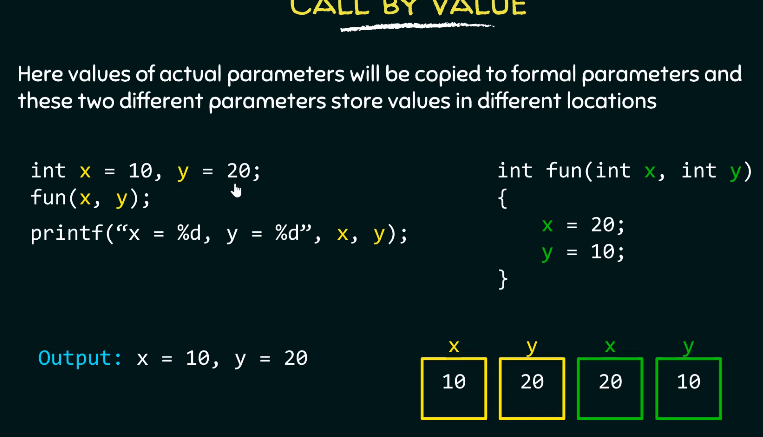 CALL BY VALUE
Here values of actual parameters will be copied to formal parameters and
these two different parameters store values in different locations
int x = 10, y = 20;
fun(x, y);
printf(“x = %d, y = %d”, x, y);
int fun(int x, int y)
{
x = 20;
y = 10;
}
Output: x = 10, y = 20
x y x y
10 20 20 10